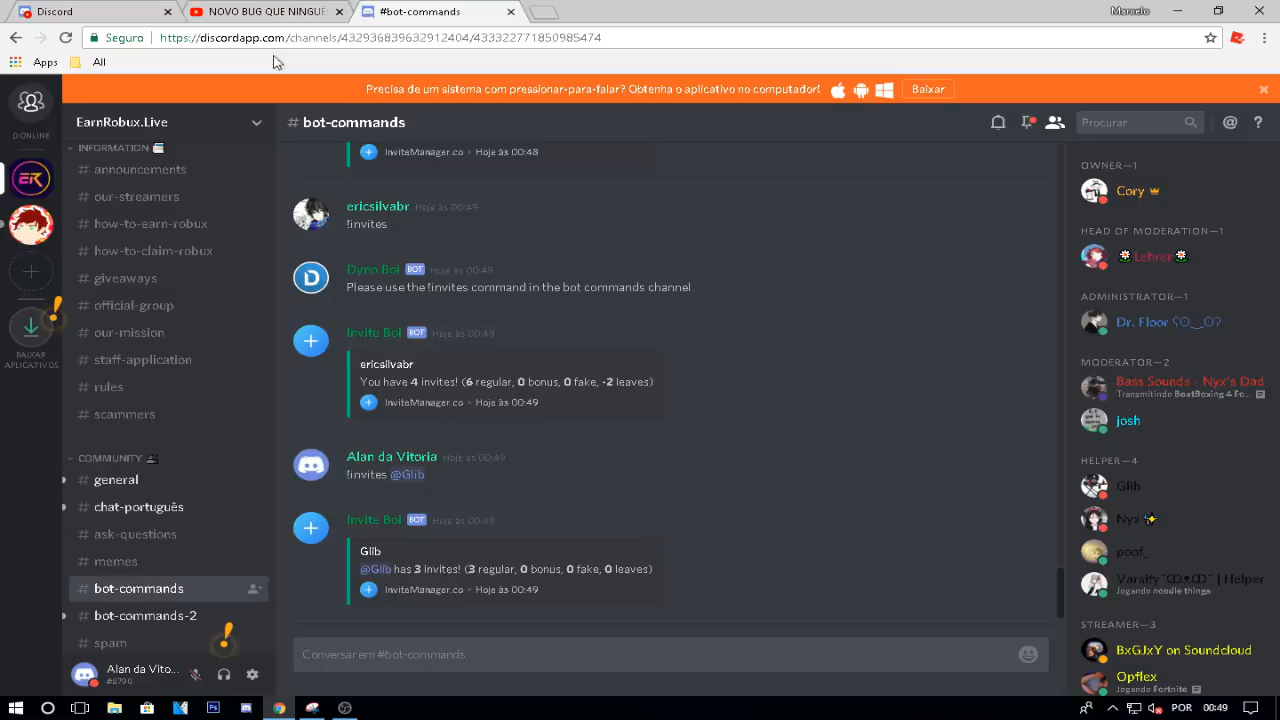 Discord
NOVO BUG QUE NINGUÉ
#bot-commands
Marcelo
Seguro
https://discordapp.com/channels/432936839632912404/433322771850985474
Apps
All
Precisa de um sistema com pressionar-para-falar? Obtenha o aplicativo no computador!
Baixar
0 ONLINE
ER
BAIXAR
APLICATIVOS
EarnRobux.Live
INFORMATION
# announcements
# our-streamers
# how-to-earn-robux
# how-to-claim-robux
# giveaways
# official-group
# our-mission
# staff-application
# rules
# scammers
COMMUNITY
# general
# chat-português
# ask-questions
# memes
# bot-commands
# bot-commands-2
# spam
Alan da Vito...
#8790
# bot-commands
Procurar
InviteManager.co • Hoje às 00:48
ericsilvabr Hoje às 00:49
!invites
Dyno Boi BOT Hoje às 00:49
Please use the !invites command in the bot commands channel.
Invite Boi BOT Hoje às 00:49
ericsilvabr
You have 4 invites! (6 regular, 0 bonus, 0 fake, -2 leaves)
InviteManager.co • Hoje às 00:49
Alan da Vitoria Hoje às 00:49
!invites @Glib
Invite Boi BOT Hoje às 00:49
Glib
@Glib has 3 invites! (3 regular, 0 bonus, 0 fake, 0 leaves)
InviteManager.co • Hoje às 00:49
Conversar em #bot-commands
OWNER—1
Cory
HEAD OF MODERATION—1
Lehrer
ADMINISTRATOR—1
Dr. Floor
MODERATOR—2
Bass Sounds - Nyx's Dad
Transmitindo BeatBoxing 4 Fo...
josh
HELPER—4
Glib
Nyx
poof_
| Helper
Jogando noodle things
STREAMER—3
BxGJxY on Soundcloud
Opflex
Jogando Fortnite
POR
00:49